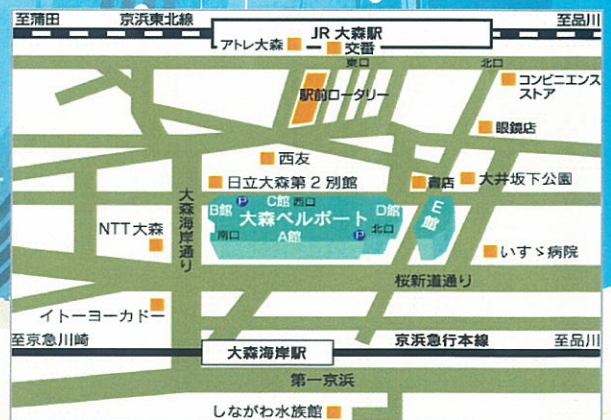 至蒲田
京浜東北線
至品川
JR 大森駅
アトレ大森
交番
東口
北口
コンビニエンス
ストア
駅前ロータリー
眼鏡店
西友
日立大森第2別館
書店
大井坂下公園
大森海岸通り
B館
P
C館
西口
D館
E館
大森ベルポート
南口
A館
P
北口
NTT大森
いすゞ病院
桜新道通り
イトーヨーカドー
至京急川崎
大森海岸駅
京浜急行本線
至品川
第一京浜
しながわ水族館